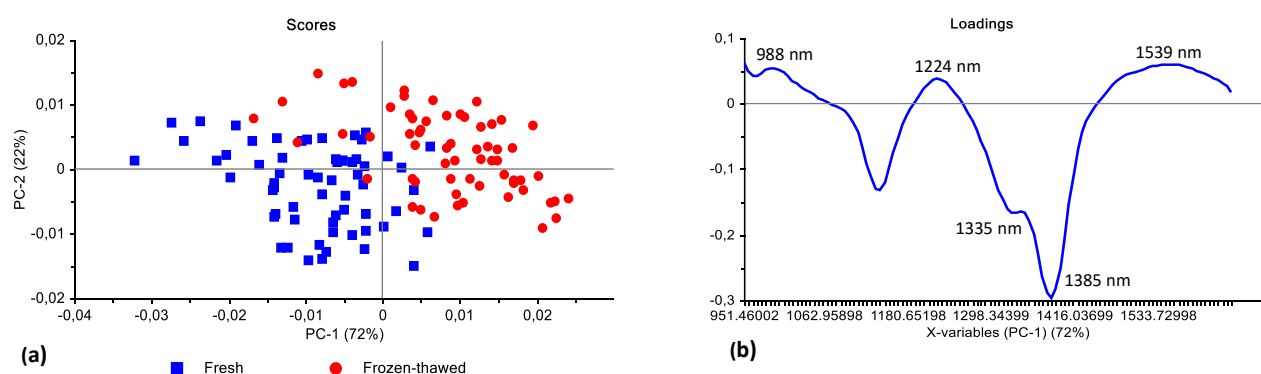 Scores
0,02
0,01
0
-0,01
-0,02
PC-2 (22%)
-0,04 -0,03 -0,02 -0,01 0 0,01 0,02
PC-1 (72%)
(a)
Fresh Frozen-thawed
Loadings
0,1
0
-0,1
-0,2
-0,3
988 nm
1224 nm
1539 nm
1335 nm
1385 nm
951.46002 1062.95898 1180.65198 1298.34399 1416.03699 1533.72998
X-variables (PC-1) (72%)
(b)